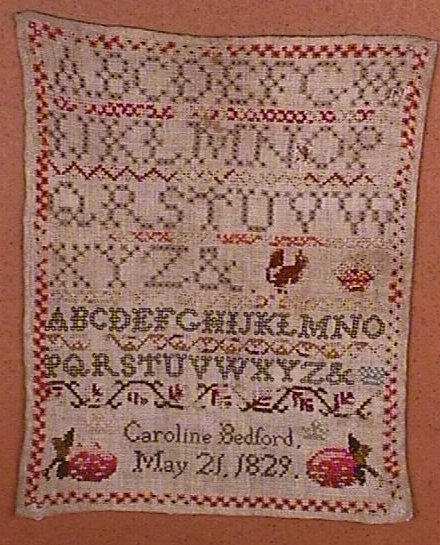 ABCDEFGH
IJKLMNOP
QRSTUVW
XYZ&
ABCDEFGHIJKLMNO
PQRSTUVWXYZ&
Caroline Bedford,
May 21, 1829.